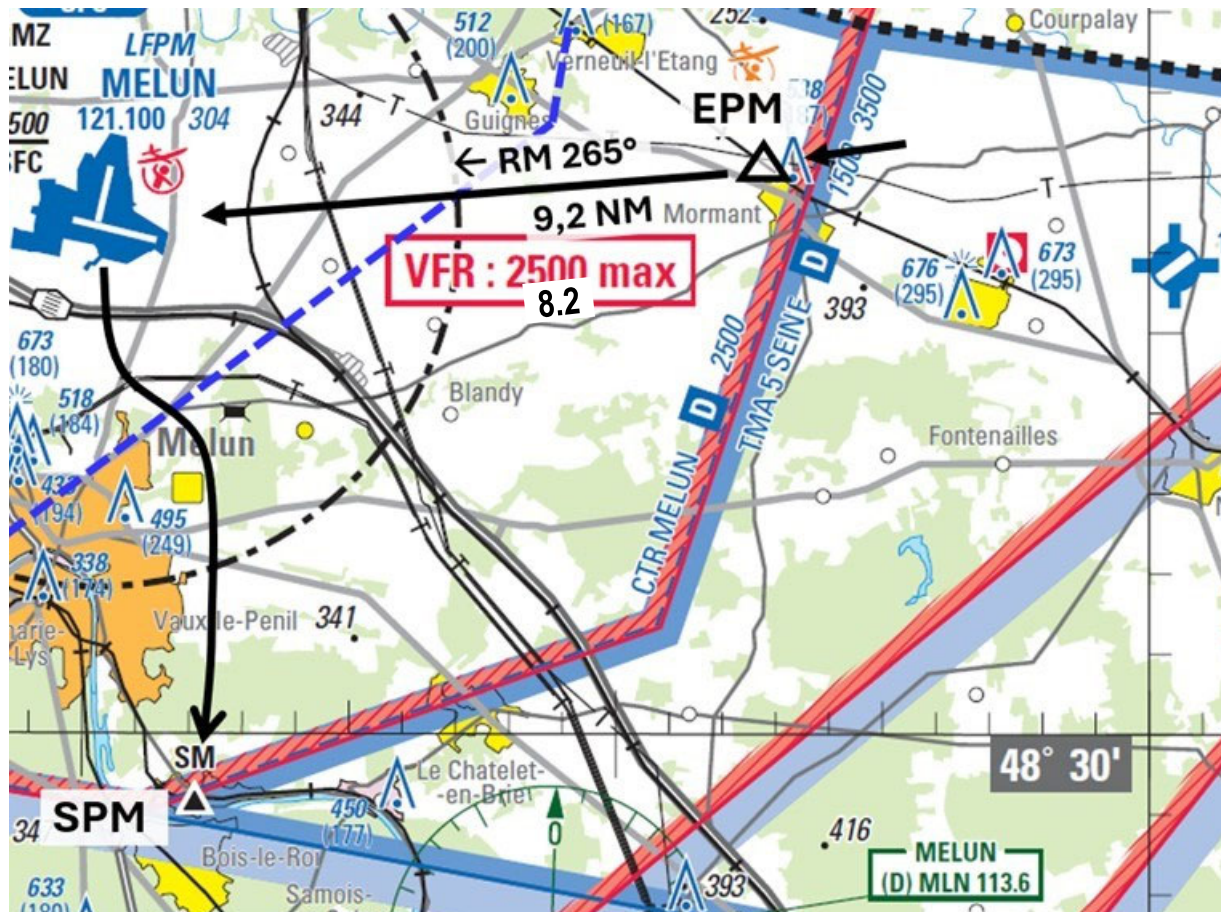 MZ
ELUN
500
SFC
LFPM
MELUN
121.100 304
344
T
512
(200)
(167)
Verneuil-l'Etang
252
Courpalay
Guignes
EPM
← RM 265°
9,2 NM
Mormant
1500 3500
VFR : 2500 max
8.2
D
393
676
(295)
673
(295)
T
673
(180)
518
(184)
T
Blandy
D
2500
TMA 5 SEINE
CTR MELUN
Fontenailles
Melun
(194)
495
(249)
T
338
(174)
Vaux-le-Penil
341
T
T
arie-
Lys
SM
SPM
34
Le Chatelet-
-en-Brie
450
(177)
48° 30'
0
416
Bois-le-Roi
Samois-
633
(180)
393
MELUN
(D) MLN 113.6